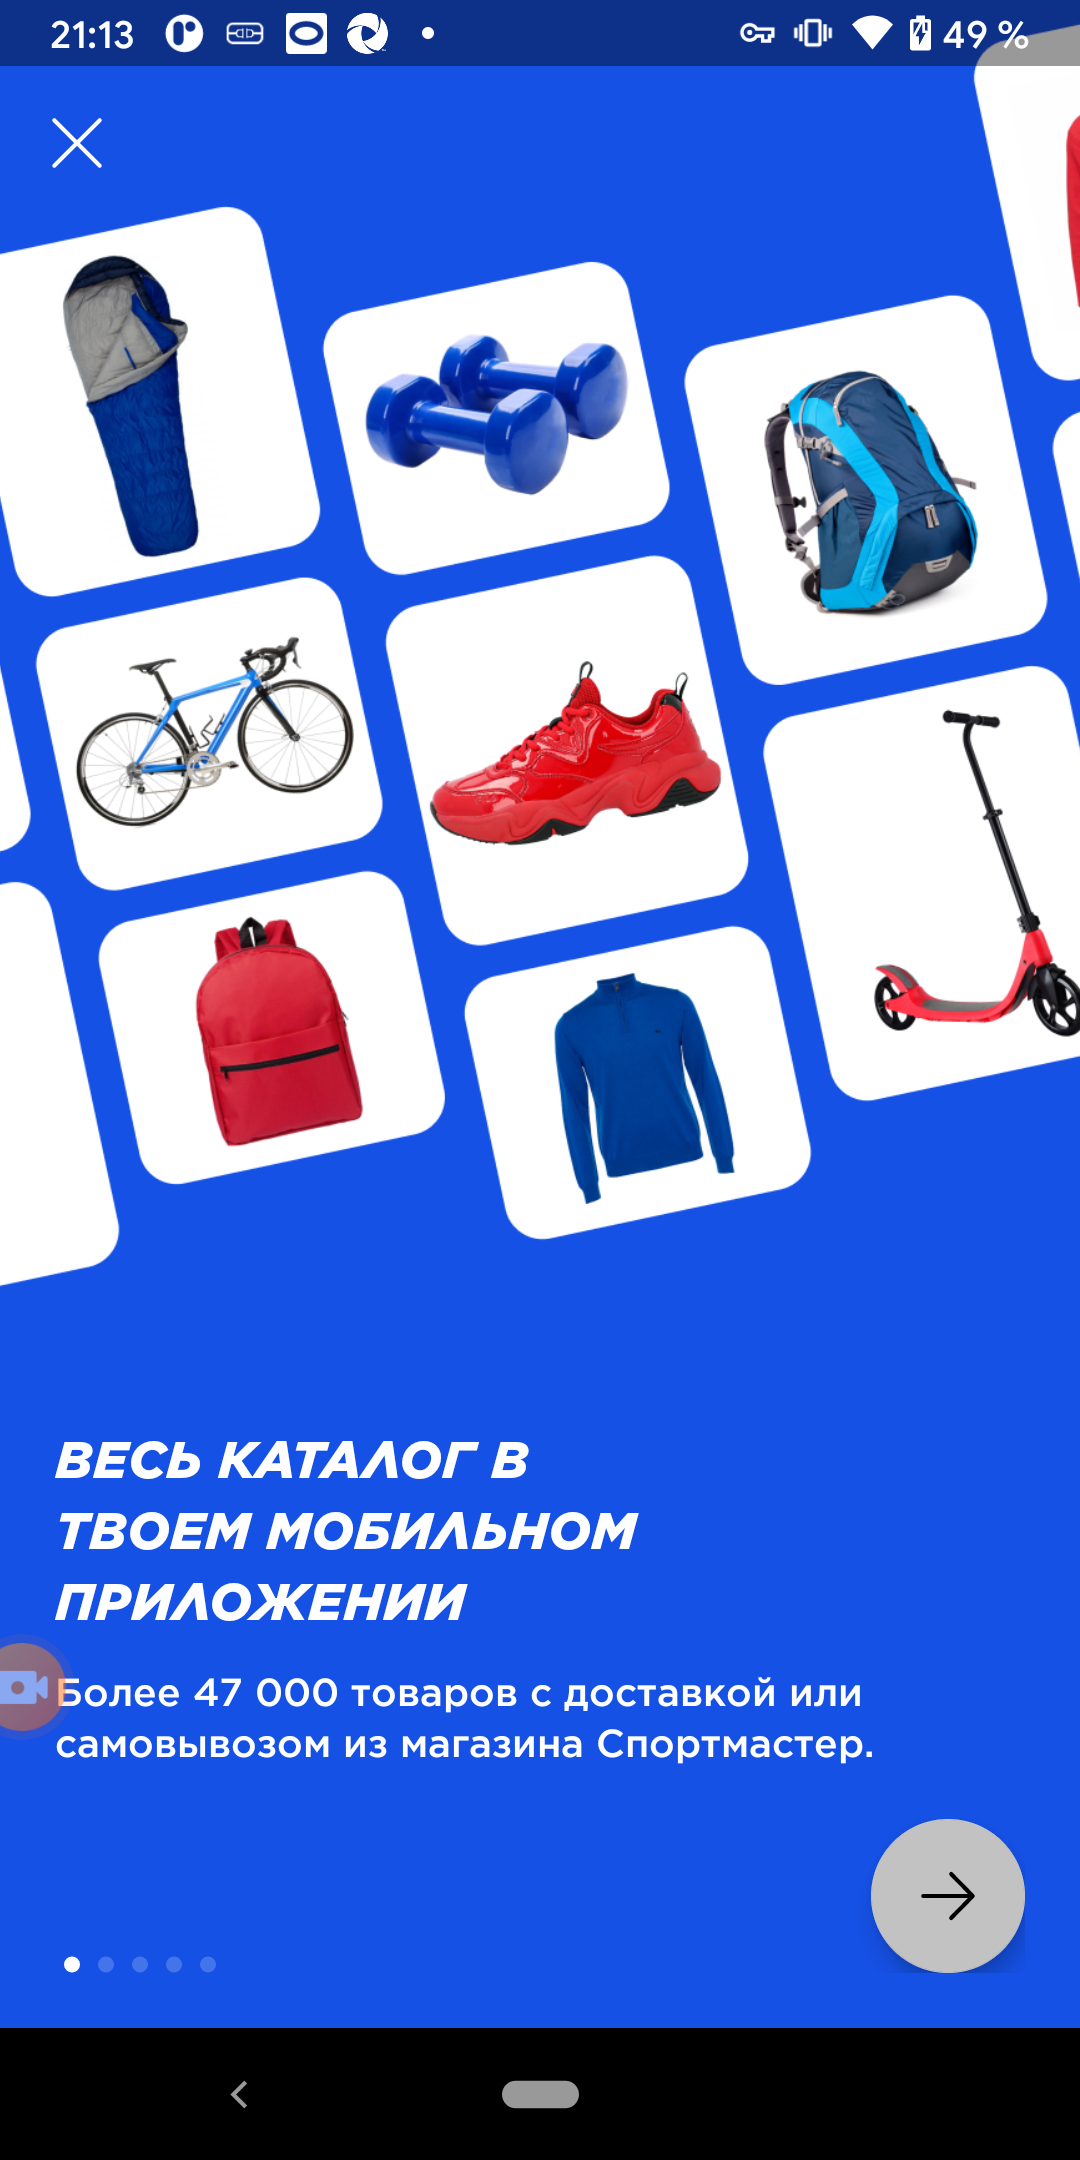 21:13
49 %
ВЕСЬ КАТАЛОГ В
ТВОЕМ МОБИЛЬНОМ
ПРИЛОЖЕНИИ
Более 47 000 товаров с доставкой или
самовывозом из магазина Спортмастер.